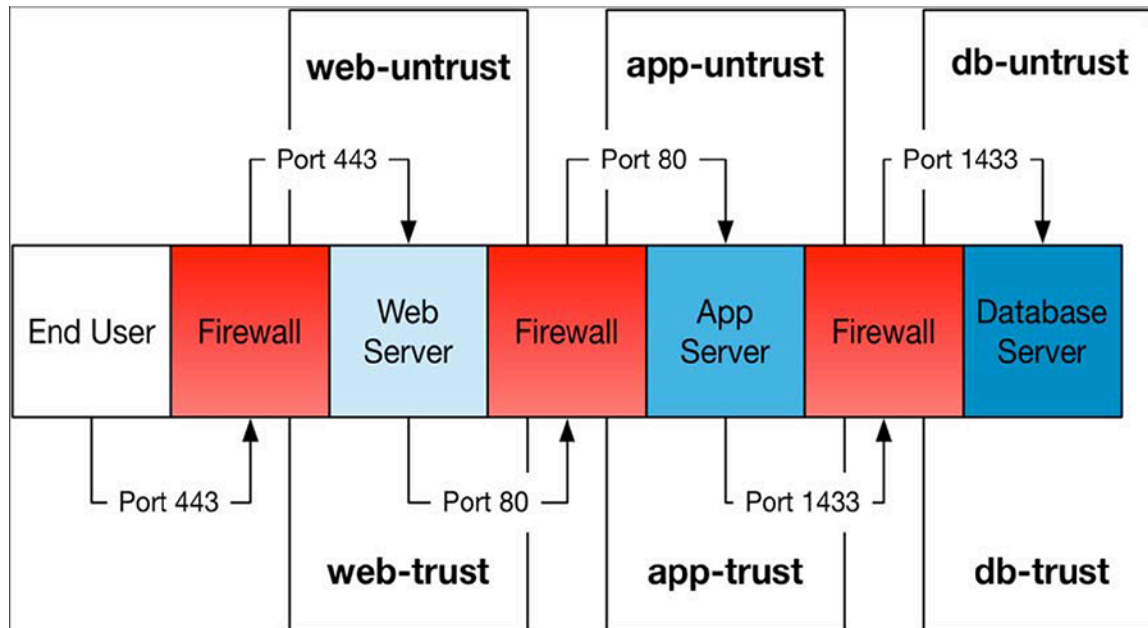 web-untrust
app-untrust
db-untrust
Port 443
Port 80
Port 1433
End User
Firewall
Web
Server
Firewall
App
Server
Firewall
Database
Server
Port 443
Port 80
Port 1433
web-trust
app-trust
db-trust